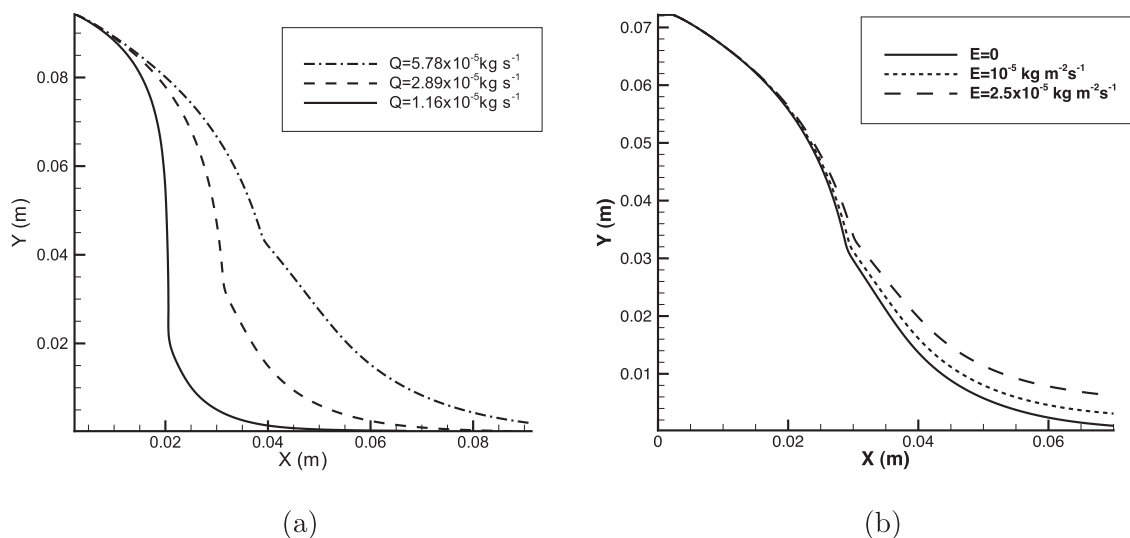 Q=5.78x10⁻⁵kg s⁻¹
Q=2.89x10⁻⁵kg s⁻¹
Q=1.16x10⁻⁵kg s⁻¹
0.08
0.06
0.04
0.02
Y (m)
0.02
0.04
0.06
0.08
X (m)
(a)
E=0
E=10⁻⁵ kg m⁻²s⁻¹
E=2.5x10⁻⁵ kg m⁻²s⁻¹
0.07
0.06
0.05
0.04
0.03
0.02
0.01
Y (m)
0
0.02
0.04
0.06
X (m)
(b)